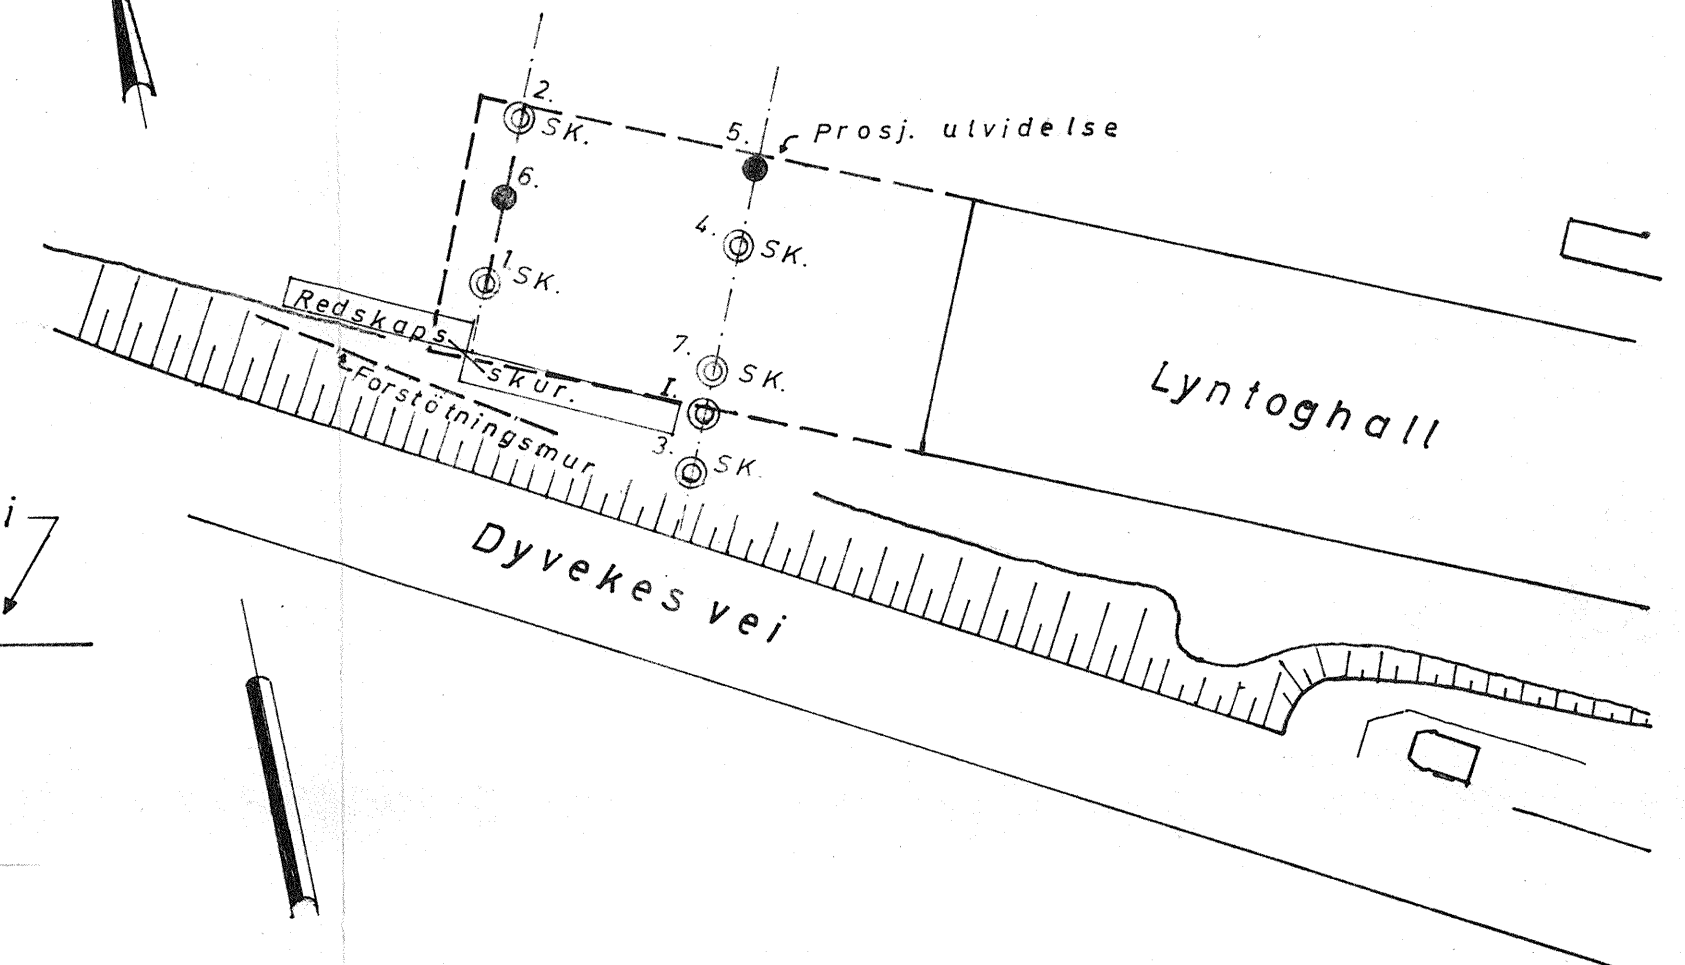 2.
SK.
5.
Prosj. utvidelse
6.
4.
SK.
1.
SK.
Redskaps-
skur.
7.
SK.
I.
Forstötningsmur
3.
SK.
Lyntoghall
i
Dyvekes vei